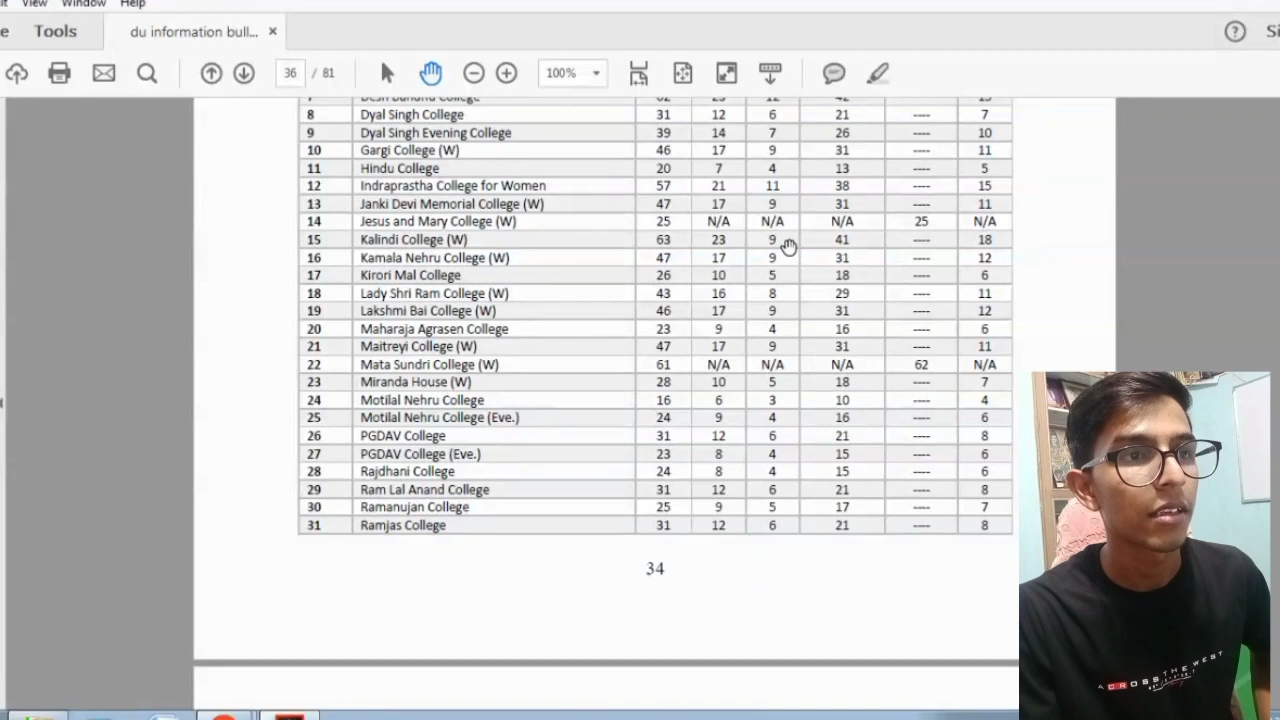 View Window Help
Tools du information bull... ×
36 / 81 100%
Desh Bandhu College 62 23 12 42 ---- 15
8 Dyal Singh College 31 12 6 21 ---- 7
9 Dyal Singh Evening College 39 14 7 26 ---- 10
10 Gargi College (W) 46 17 9 31 ---- 11
11 Hindu College 20 7 4 13 ---- 5
12 Indraprastha College for Women 57 21 11 38 ---- 15
13 Janki Devi Memorial College (W) 47 17 9 31 ---- 11
14 Jesus and Mary College (W) 25 N/A N/A N/A 25 N/A
15 Kalindi College (W) 63 23 9 41 ---- 18
16 Kamala Nehru College (W) 47 17 9 31 ---- 12
17 Kirori Mal College 26 10 5 18 ---- 6
18 Lady Shri Ram College (W) 43 16 8 29 ---- 11
19 Lakshmi Bai College (W) 46 17 9 31 ---- 12
20 Maharaja Agrasen College 23 9 4 16 ---- 6
21 Maitreyi College (W) 47 17 9 31 ---- 11
22 Mata Sundri College (W) 61 N/A N/A N/A 62 N/A
23 Miranda House (W) 28 10 5 18 ---- 7
24 Motilal Nehru College 16 6 3 10 ---- 4
25 Motilal Nehru College (Eve.) 24 9 4 16 ---- 6
26 PGDAV College 31 12 6 21 ---- 8
27 PGDAV College (Eve.) 23 8 4 15 ---- 6
28 Rajdhani College 24 8 4 15 ---- 6
29 Ram Lal Anand College 31 12 6 21 ---- 8
30 Ramanujan College 25 9 5 17 ---- 7
31 Ramjas College 31 12 6 21 ---- 8
34
ACROSS THE WEST